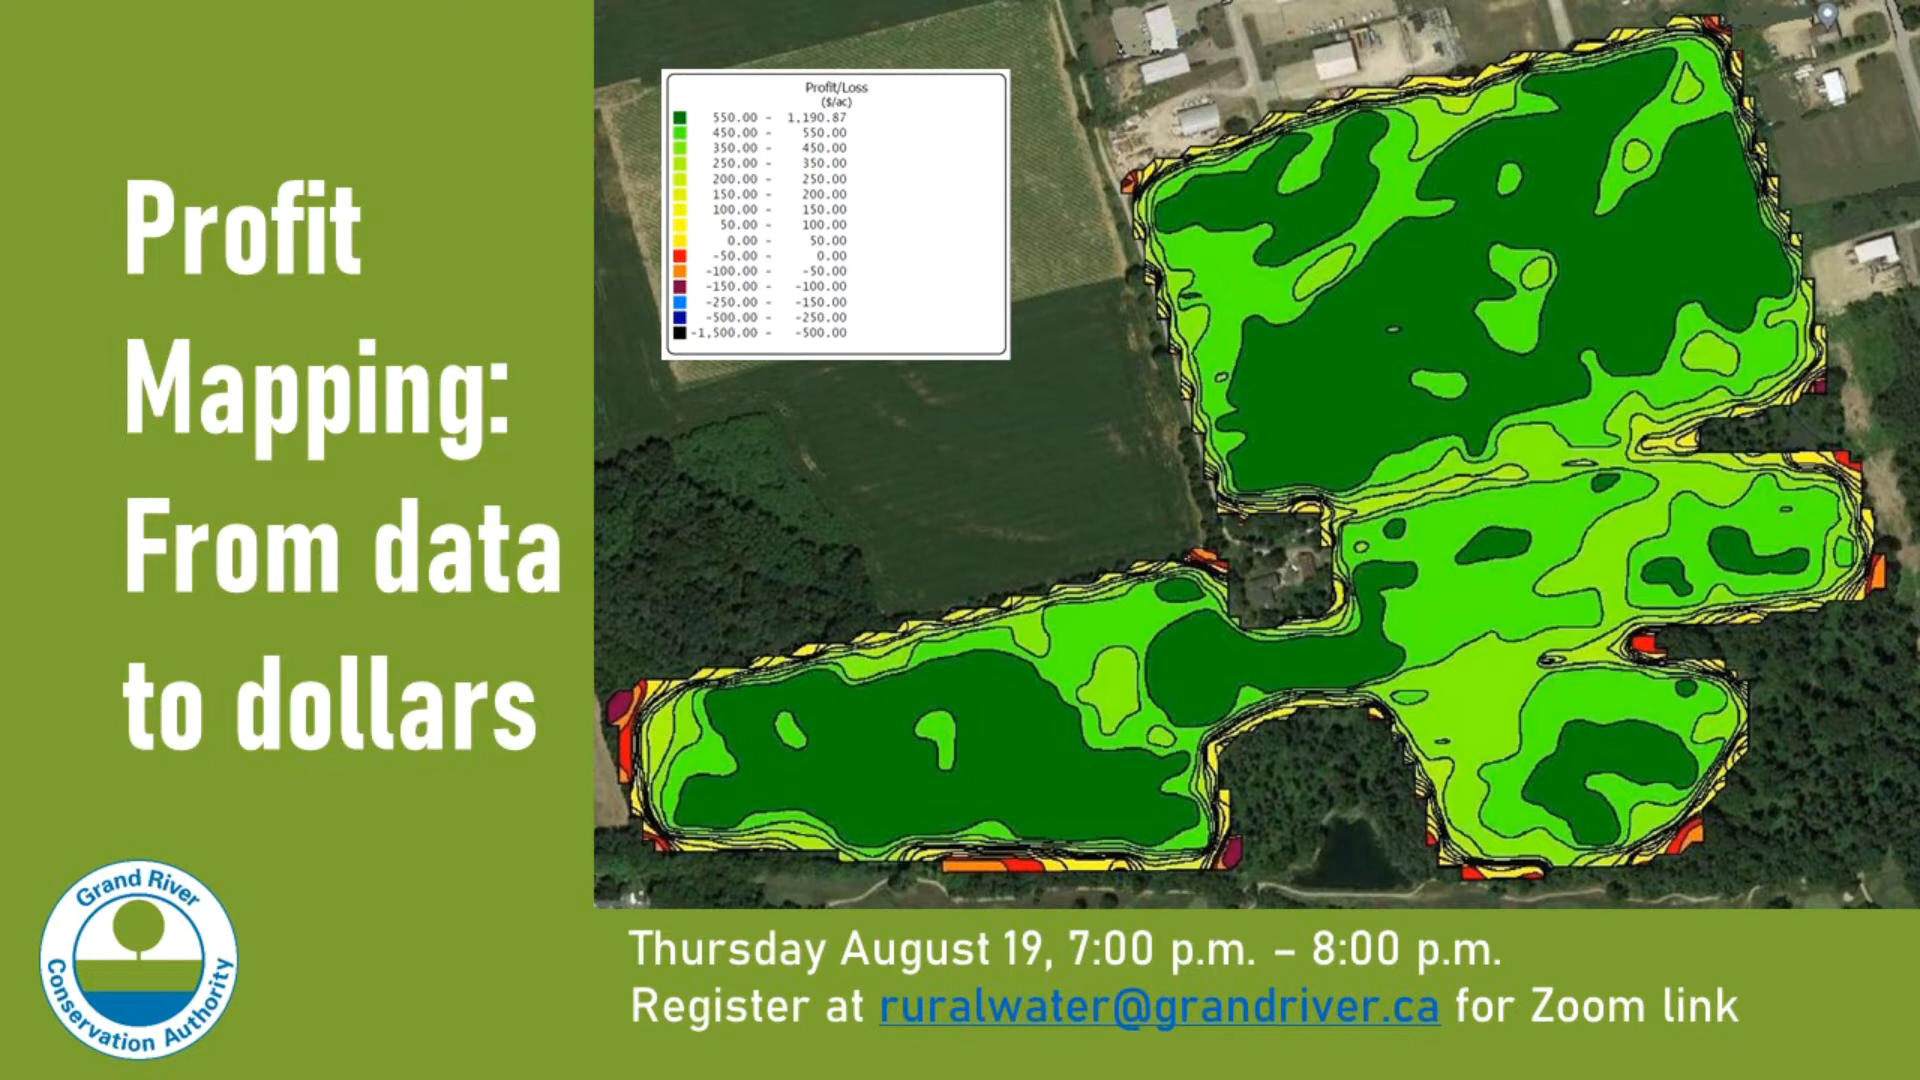 Profit
Mapping:
From data
to dollars
Profit/Loss
($/ac)
550.00 - 1,190.87
450.00 - 550.00
350.00 - 450.00
250.00 - 350.00
200.00 - 250.00
150.00 - 200.00
100.00 - 150.00
50.00 - 100.00
0.00 - 50.00
-50.00 - 0.00
-100.00 - -50.00
-150.00 - -100.00
-250.00 - -150.00
-500.00 - -250.00
-1,500.00 - -500.00
Grand River
Conservation Authority
Thursday August 19, 7:00 p.m. – 8:00 p.m.
Register at ruralwater@grandriver.ca for Zoom link